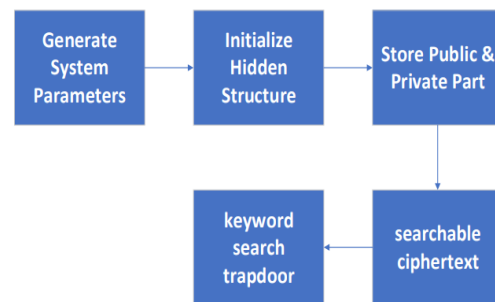 Generate
System
Parameters
Initialize
Hidden
Structure
Store Public &
Private Part
keyword
search
trapdoor
searchable
ciphertext